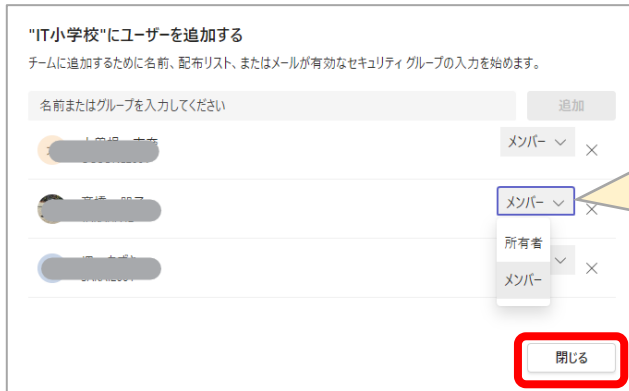 "IT小学校"にユーザーを追加する
チームに追加するために名前、配布リスト、またはメールが有効なセキュリティ グループの入力を始めます。
名前またはグループを入力してください 追加
メンバー
メンバー
所有者
メンバー
閉じる